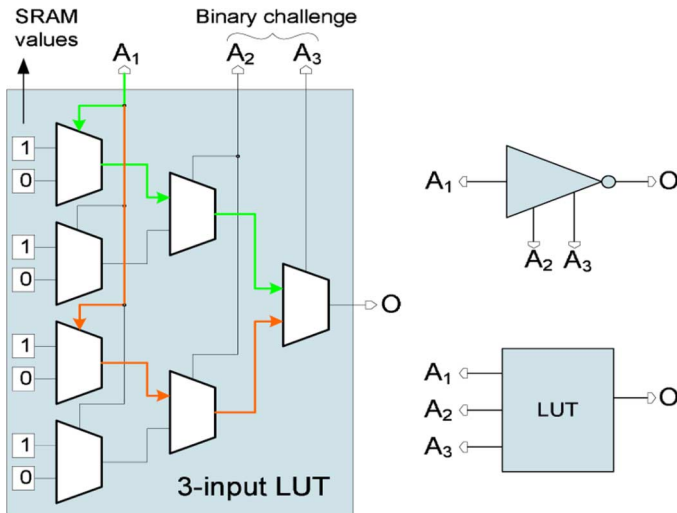 SRAM
values
Binary challenge
A1
A2
A3
1
0
1
0
1
0
1
0
O
3-input LUT
A1
O
A2
A3
A1
A2
A3
LUT
O